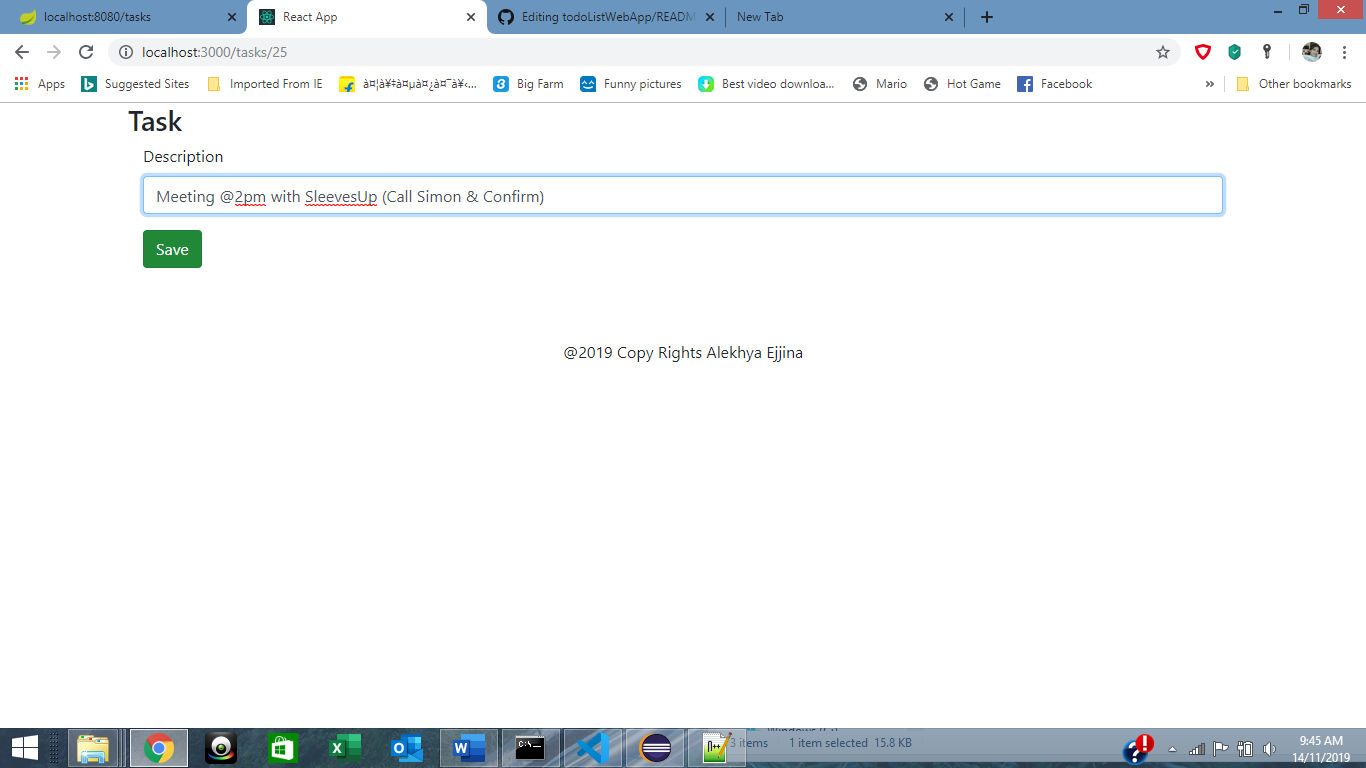 localhost:8080/tasks
React App
Editing todoListWebApp/READM
New Tab
localhost:3000/tasks/25
Apps
Suggested Sites
Imported From IE
à¤¦à¥‡à¤µà¤¿à¤¯à¥‹...
Big Farm
Funny pictures
Best video downloa...
Mario
Hot Game
Facebook
»
Other bookmarks
Task
Description
Meeting @2pm with SleevesUp (Call Simon & Confirm)
Save
@2019 Copy Rights Alekhya Ejjina
3 items 1 item selected 15.8 KB
9:45 AM
14/11/2019